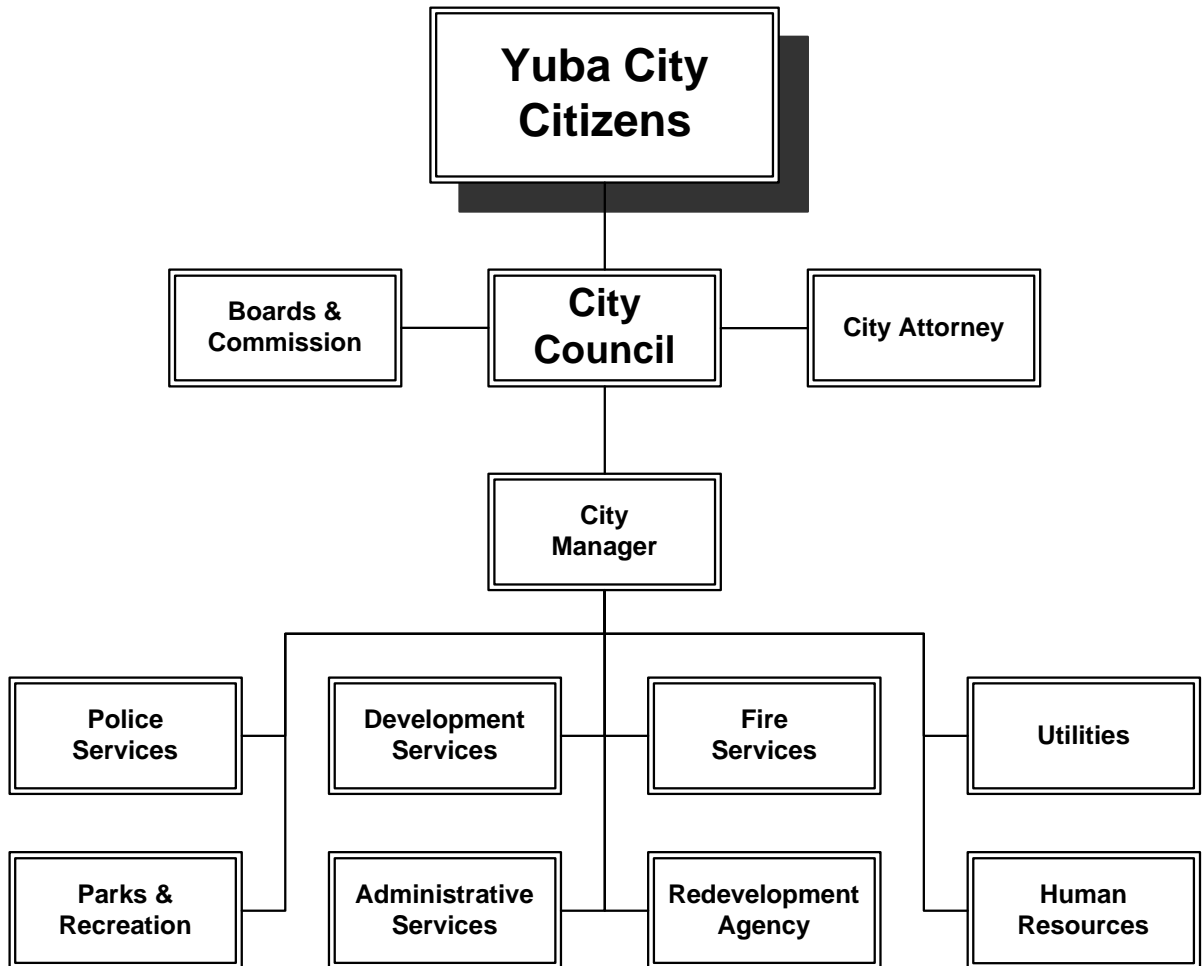 Yuba City
Citizens
Boards &
Commission
City
Council
City Attorney
City
Manager
Police
Services
Development
Services
Fire
Services
Utilities
Parks &
Recreation
Administrative
Services
Redevelopment
Agency
Human
Resources